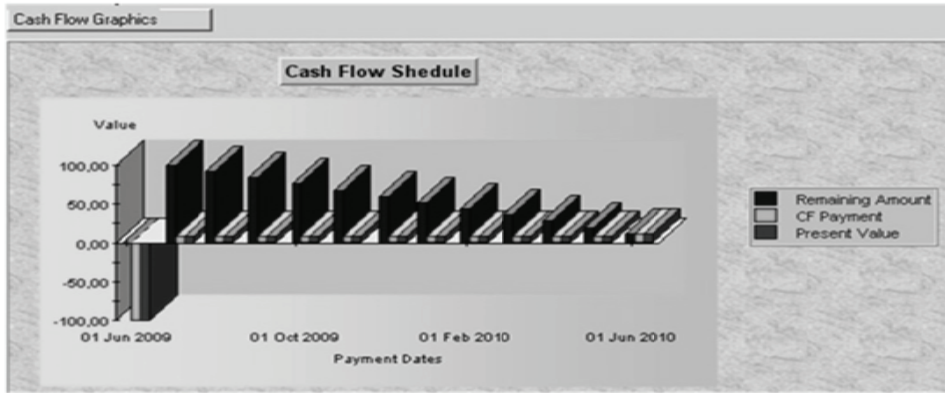 Cash Flow Graphics
Cash Flow Shedule
Value
100,00
50,00
0,00
-50,00
-100,00
01 Jun 2009
01 Oct 2009
01 Feb 2010
01 Jun 2010
Payment Dates
Remaining Amount
CF Payment
Present Value